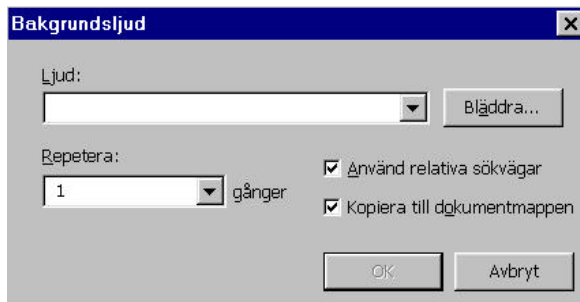 Bakgrundsljud
Ljud:
Bläddra...
Repetera:
1 gånger
Använd relativa sökvägar
Kopiera till dokumentmappen
OK Avbryt